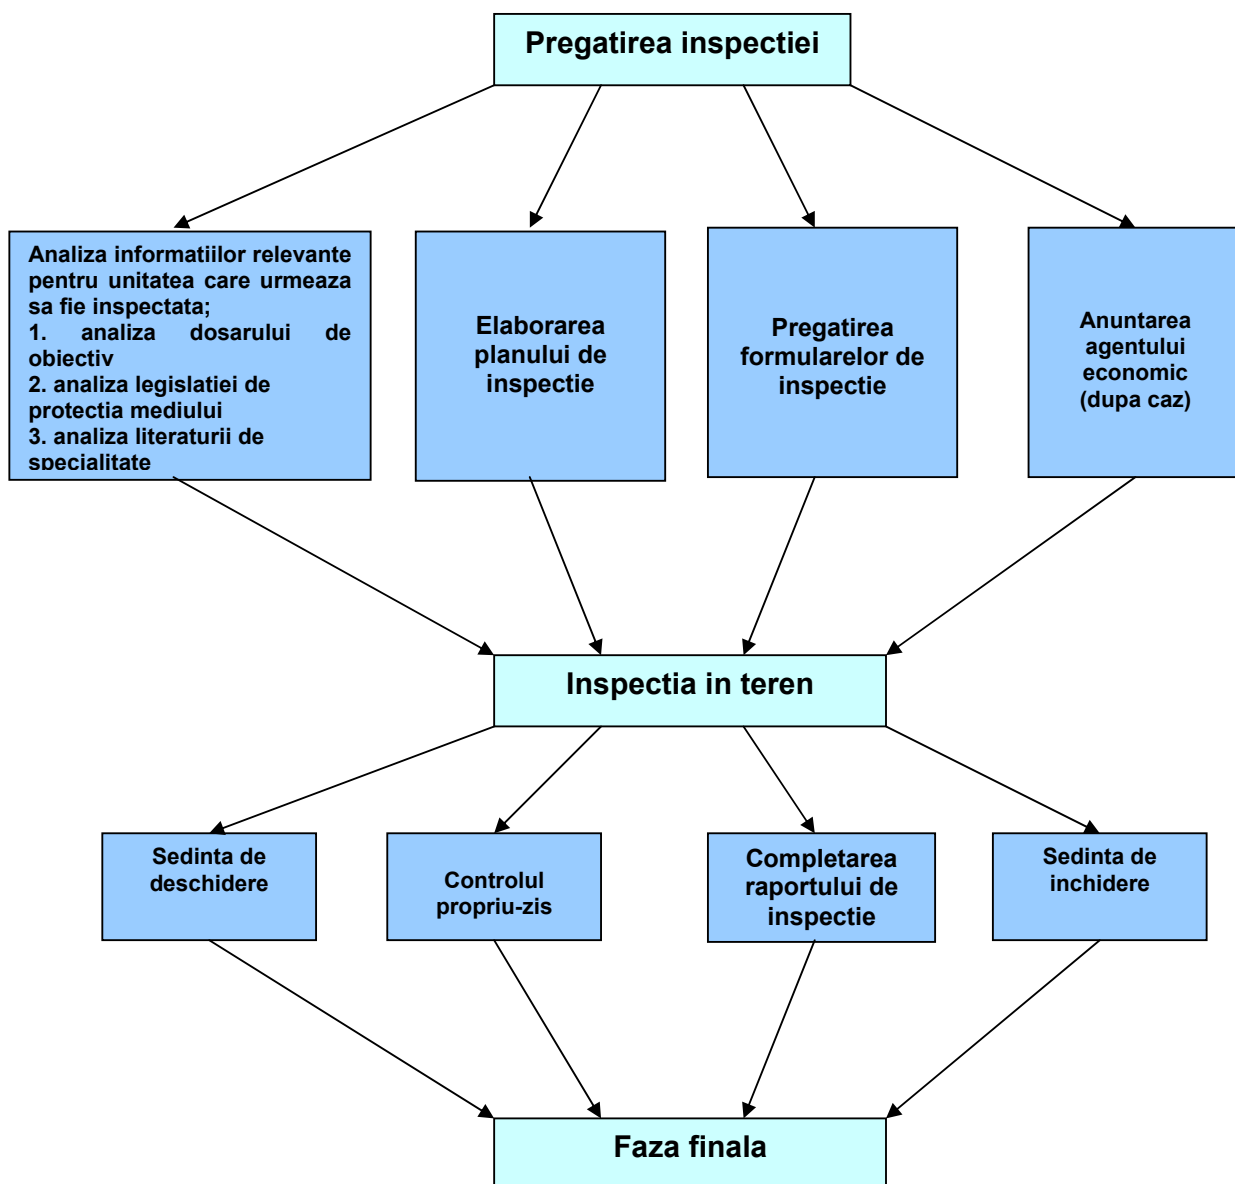 Pregatirea inspectiei
Analiza informatiilor relevante
pentru unitatea care urmeaza
sa fie inspectata;
1. analiza dosarului de
obiectiv
2. analiza legislatiei de
protectia mediului
3. analiza literaturii de
specialitate
Elaborarea
planului de
inspectie
Pregatirea
formularelor de
inspectie
Anuntarea
agentului
economic
(dupa caz)
Inspectia in teren
Sedinta de
deschidere
Controlul
propriu-zis
Completarea
raportului de
inspectie
Sedinta de
inchidere
Faza finala